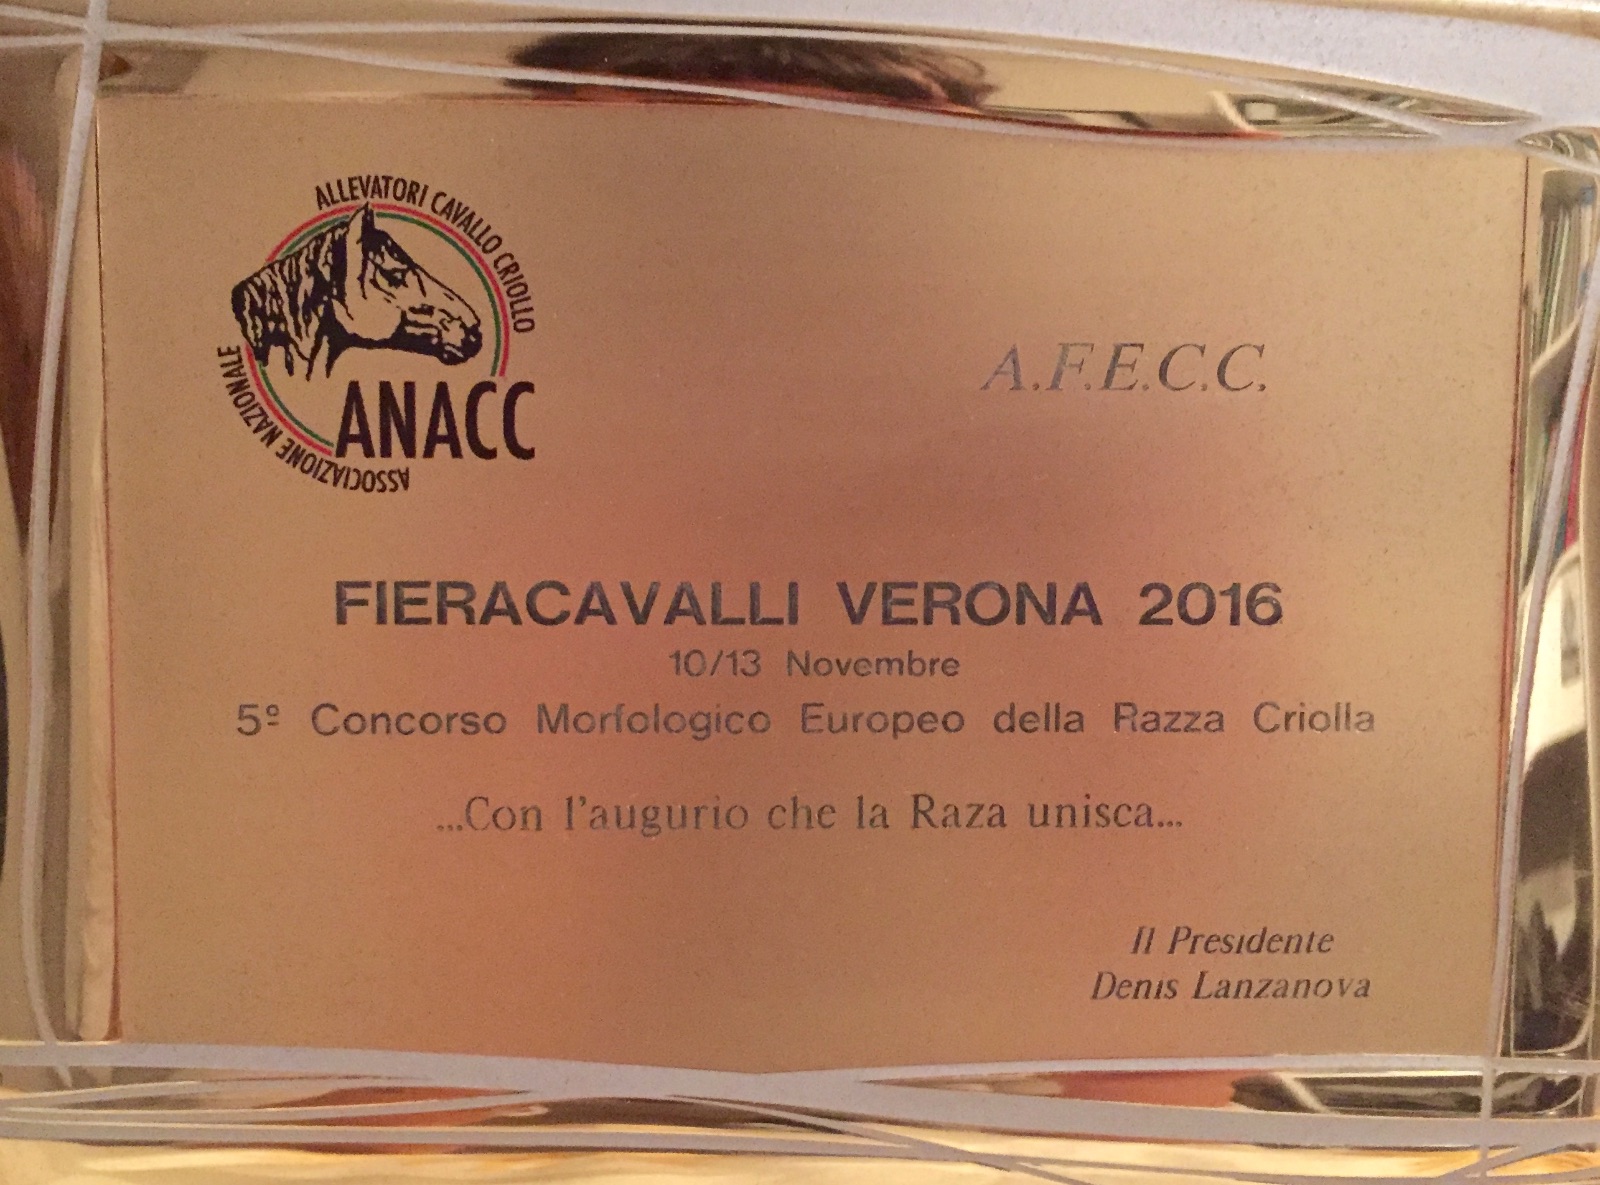 ALLEVATORI CAVALLO CRIOLLO
ASSOCIAZIONE NAZIONALE
ANACC
A.F.E.C.C.
FIERACAVALLI VERONA 2016
10/13 Novembre
5º Concorso Morfologico Europeo della Razza Criolla
...Con l'augurio che la Raza unisca...
Il Presidente
Denis Lanzanova